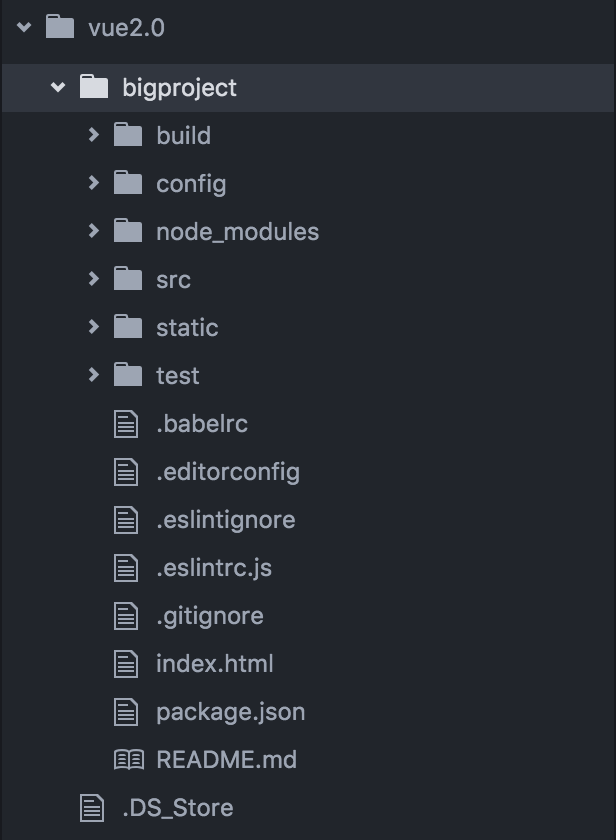 vue2.0
bigproject
build
config
node_modules
src
static
test
.babelrc
.editorconfig
.eslintignore
.eslintrc.js
.gitignore
index.html
package.json
README.md
.DS_Store